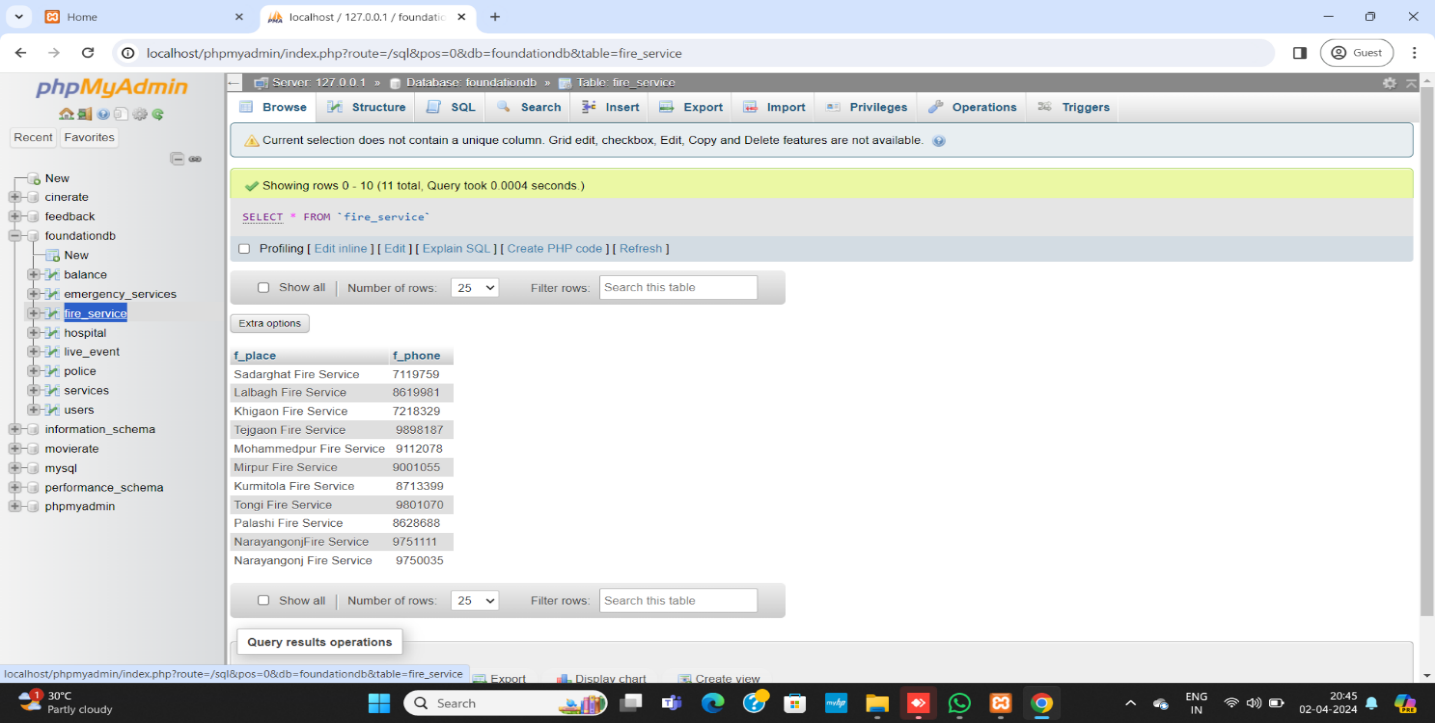 Home
localhost / 127.0.0.1 / foundatio
localhost/phpmyadmin/index.php?route=/sql&pos=0&db=foundationdb&table=fire_service
Guest
phpMyAdmin
Recent Favorites
New
cinerate
feedback
foundationdb
New
balance
emergency_services
fire_service
hospital
live_event
police
services
users
information_schema
movierate
mysql
performance_schema
phpmyadmin
Server: 127.0.0.1 » Database: foundationdb » Table: fire_service
Browse Structure SQL Search Insert Export Import Privileges Operations Triggers
Current selection does not contain a unique column. Grid edit, checkbox, Edit, Copy and Delete features are not available.
Showing rows 0 - 10 (11 total, Query took 0.0004 seconds.)
SELECT * FROM `fire_service`
Profiling [ Edit inline ] [ Edit ] [ Explain SQL ] [ Create PHP code ] [ Refresh ]
Show all | Number of rows: 25 Filter rows: Search this table
Extra options
f_place f_phone
Sadarghat Fire Service 7119759
Lalbagh Fire Service 8619981
Khigaon Fire Service 7218329
Tejgaon Fire Service 9898187
Mohammedpur Fire Service 9112078
Mirpur Fire Service 9001055
Kurmitola Fire Service 8713399
Tongi Fire Service 9801070
Palashi Fire Service 8628688
NarayangonjFire Service 9751111
Narayangonj Fire Service 9750035
Show all | Number of rows: 25 Filter rows: Search this table
Query results operations
localhost/phpmyadmin/index.php?route=/sql&pos=0&db=foundationdb&table=fire_service
Export Display chart Create view
1
30°C
Partly cloudy
Search
ENG
IN
20:45
02-04-2024
PRE